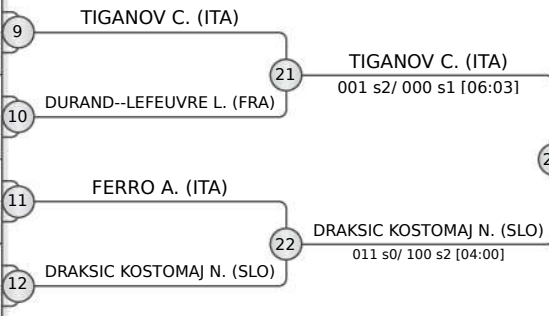 9
TIGANOV C. (ITA)
21
TIGANOV C. (ITA)
001 s2/ 000 s1 [06:03]
10
DURAND--LEFEUVRE L. (FRA)
11
FERRO A. (ITA)
22
DRAKSIC KOSTOMAJ N. (SLO)
011 s0/ 100 s2 [04:00]
12
DRAKSIC KOSTOMAJ N. (SLO)